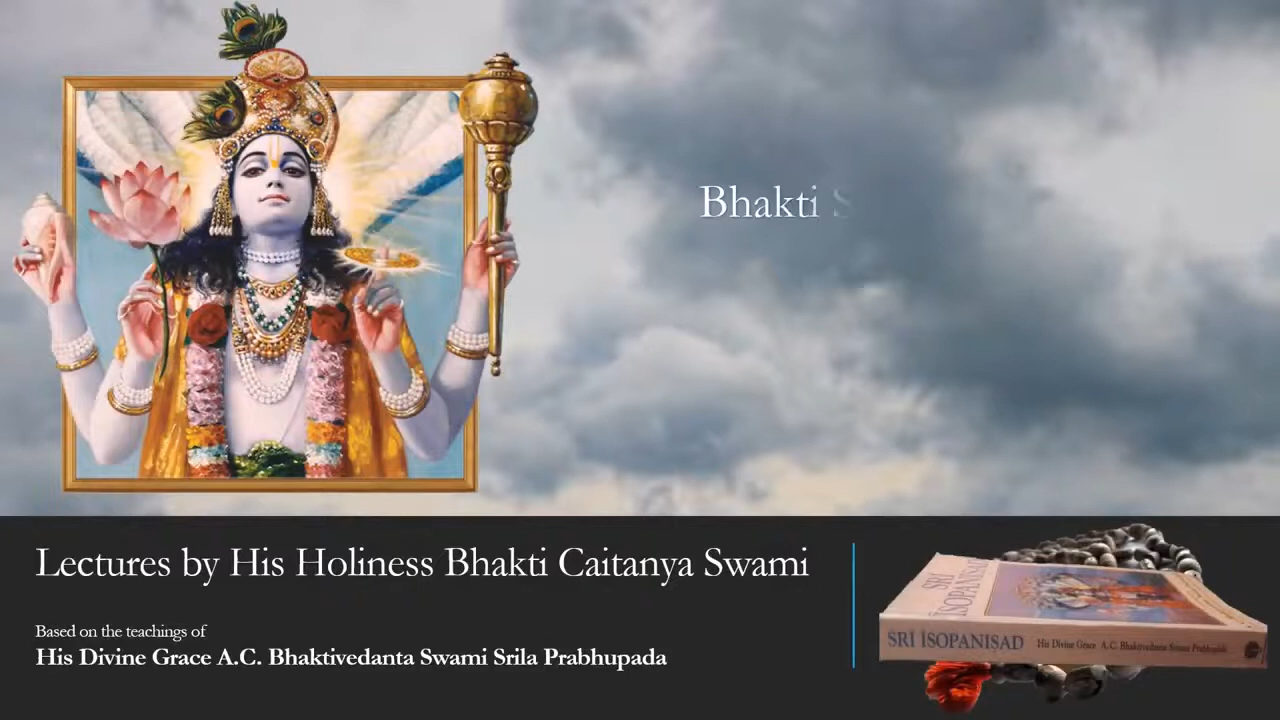 Bhakti S
Lectures by His Holiness Bhakti Caitanya Swami
Based on the teachings of
His Divine Grace A.C. Bhaktivedanta Swami Srila Prabhupada
SRI
ISOPANISAD
SRI ISOPANISAD His Divine Grace A.C. Bhaktivedanta Swami Prabhupada